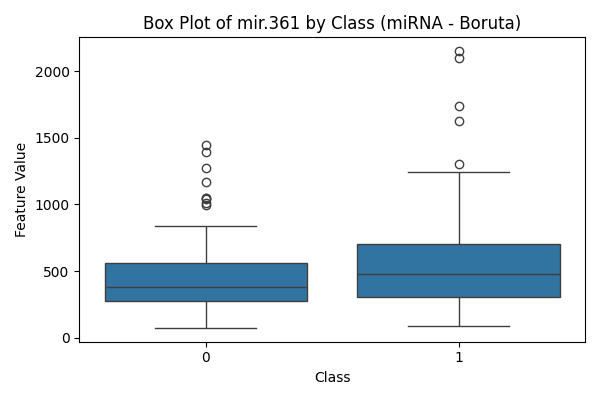 Box Plot of mir.361 by Class (miRNA - Boruta)
2000
1500
1000
500
0
Feature Value
0 1
Class